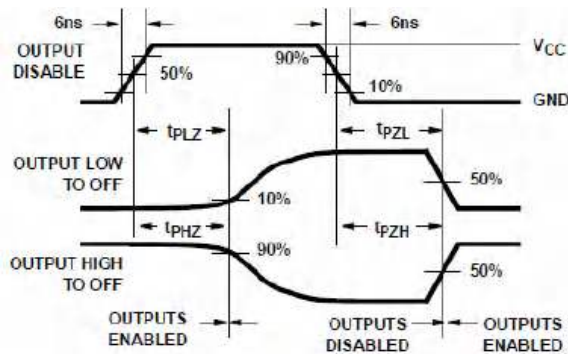 6ns
6ns
OUTPUT
DISABLE
50%
90%
10%
VCC
GND
tPLZ
tPZL
OUTPUT LOW
TO OFF
10%
50%
tPHZ
tPZH
OUTPUT HIGH
TO OFF
90%
50%
OUTPUTS
ENABLED
OUTPUTS
DISABLED
OUTPUTS
ENABLED